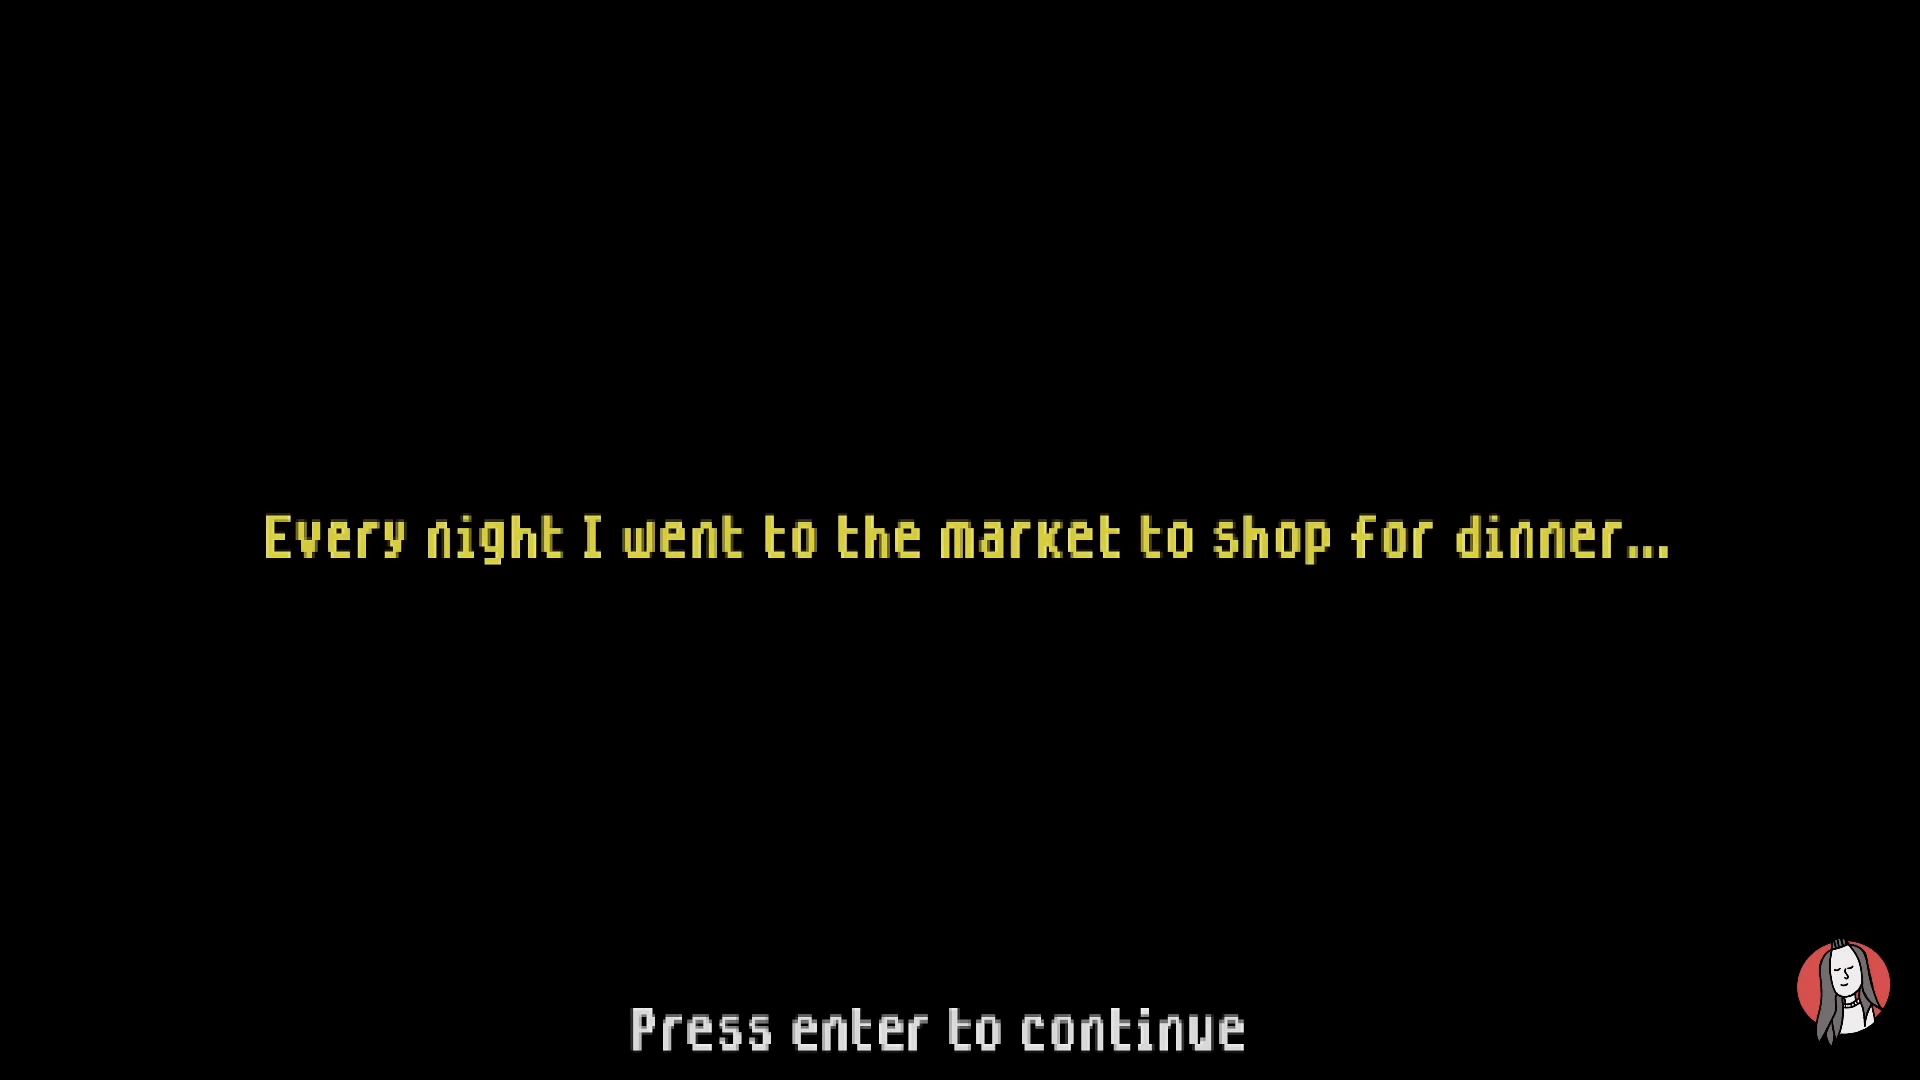 Every night I went to the market to shop for dinner...
Press enter to continue